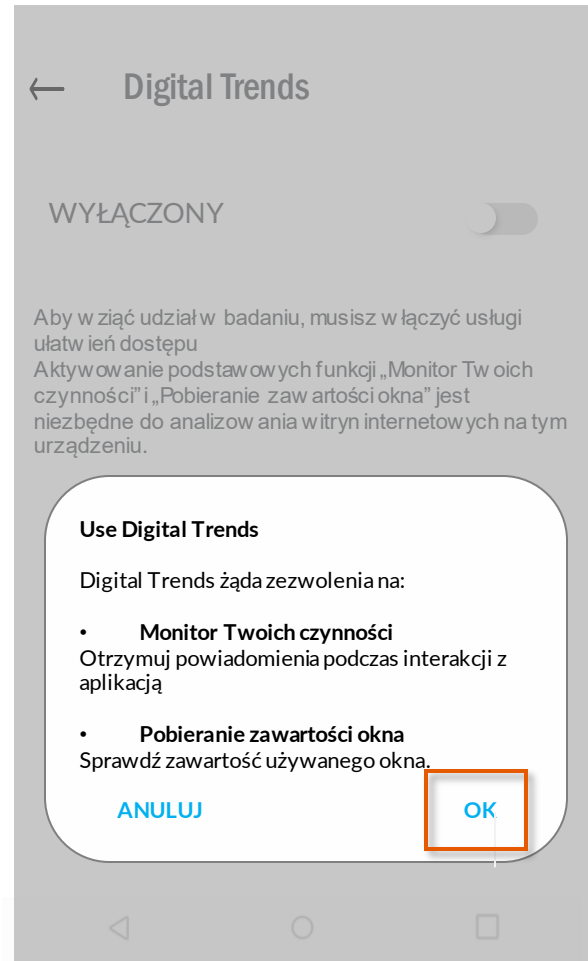 Digital Trends
WYŁĄCZONY
Aby wziąć udział w badaniu, musisz włączyć usługi
ułatwień dostępu
Aktywowanie podstawowych funkcji „Monitor Twoich
czynności” i „Pobieranie zawartości okna” jest
niezbędne do analizowania witryn internetowych na tym
urządzeniu.
Use Digital Trends
Digital Trends żąda zezwolenia na:
• Monitor Twoich czynności
Otrzymuj powiadomienia podczas interakcji z
aplikacją
• Pobieranie zawartości okna
Sprawdź zawartość używanego okna.
ANULUJ OK